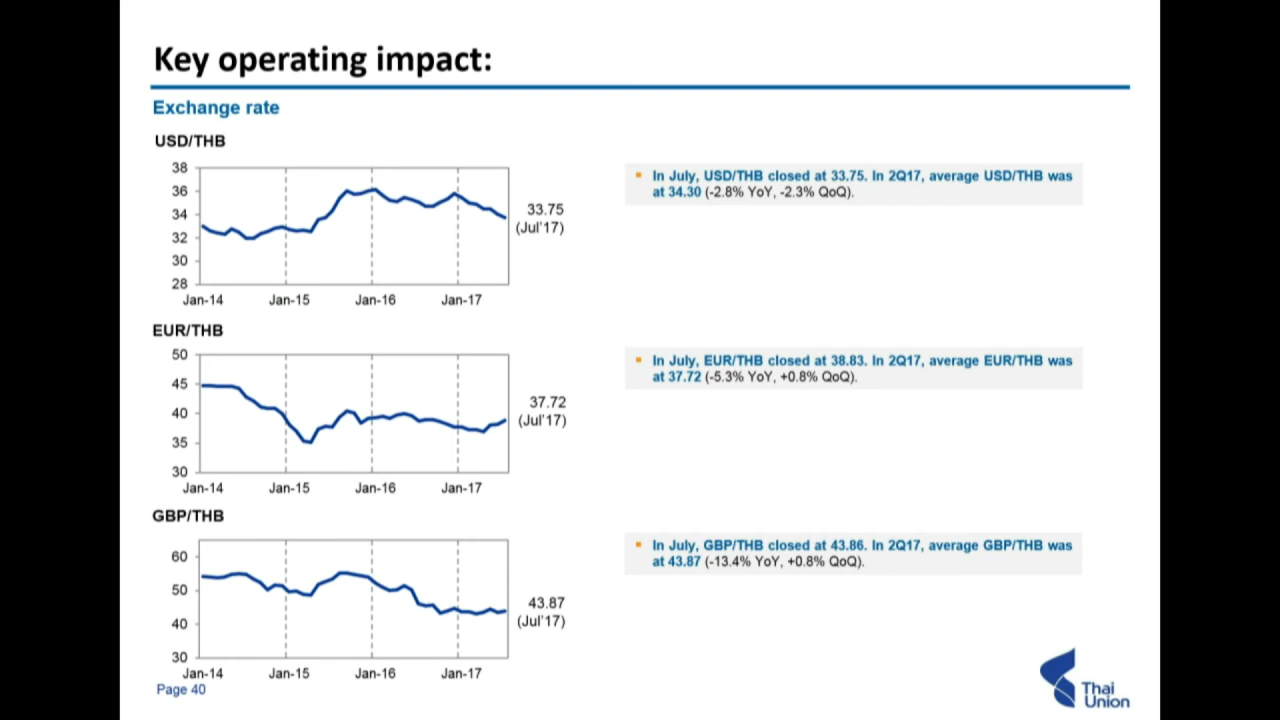 Key operating impact:
Exchange rate
USD/THB
38
36
34
32
30
28
Jan-14 Jan-15 Jan-16 Jan-17
33.75
(Jul'17)
▪ In July, USD/THB closed at 33.75. In 2Q17, average USD/THB was
at 34.30 (-2.8% YoY, -2.3% QoQ).
EUR/THB
50
45
40
35
30
Jan-14 Jan-15 Jan-16 Jan-17
37.72
(Jul'17)
▪ In July, EUR/THB closed at 38.83. In 2Q17, average EUR/THB was
at 37.72 (-5.3% YoY, +0.8% QoQ).
GBP/THB
60
50
40
30
Jan-14 Jan-15 Jan-16 Jan-17
43.87
(Jul'17)
▪ In July, GBP/THB closed at 43.86. In 2Q17, average GBP/THB was
at 43.87 (-13.4% YoY, +0.8% QoQ).
Page 40
Thai
Union